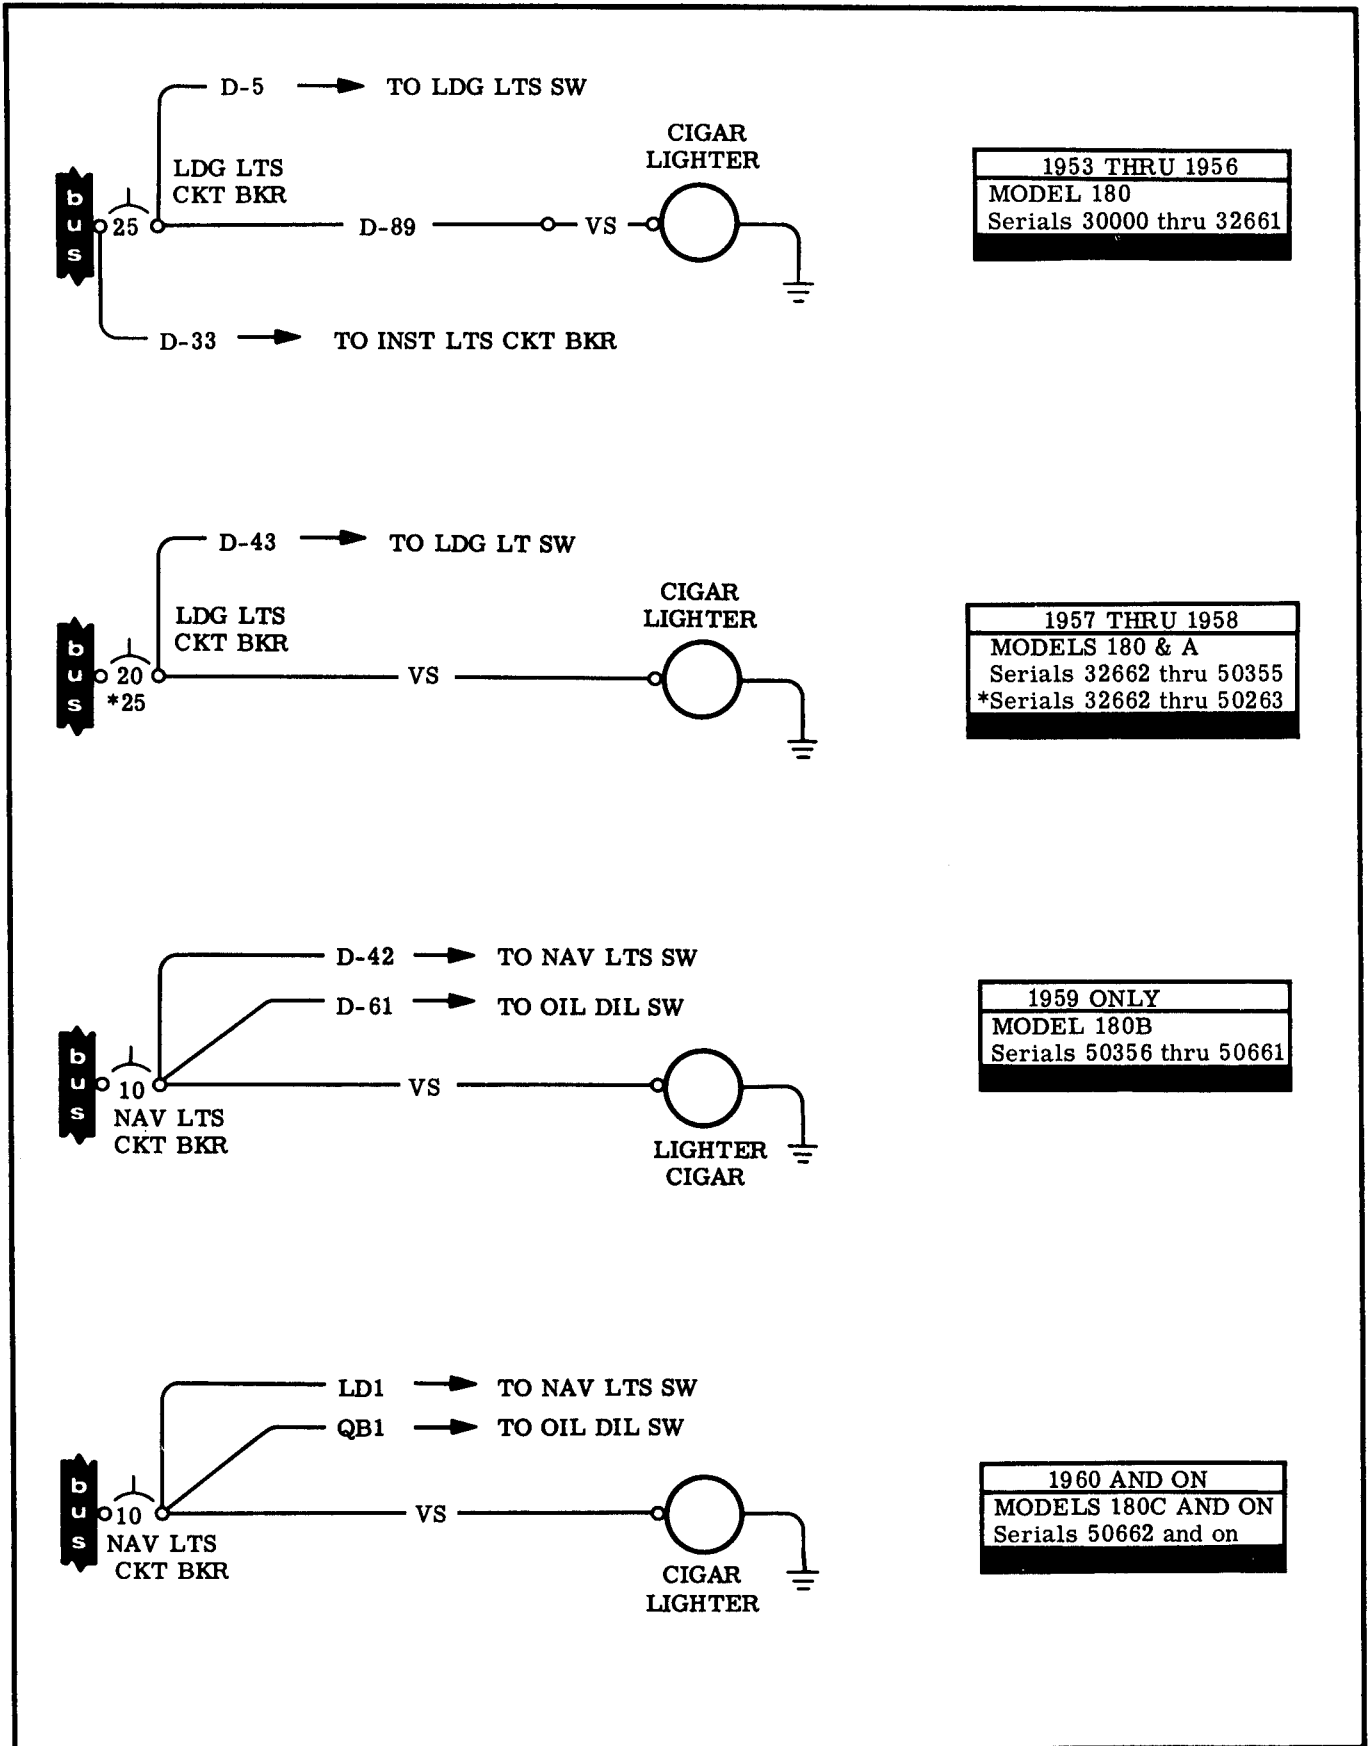 D-5 TO LDG LTS SW
CIGAR
LIGHTER
LDG LTS
CKT BKR
bus
25
D-89
VS
D-33 TO INST LTS CKT BKR
1953 THRU 1956
MODEL 180
Serials 30000 thru 32661
D-43 TO LDG LT SW
CIGAR
LIGHTER
LDG LTS
CKT BKR
bus
20
*25
VS
1957 THRU 1958
MODELS 180 & A
Serials 32662 thru 50355
*Serials 32662 thru 50263
D-42 TO NAV LTS SW
D-61 TO OIL DIL SW
bus
10
VS
NAV LTS
CKT BKR
LIGHTER
CIGAR
1959 ONLY
MODEL 180B
Serials 50356 thru 50661
LD1 TO NAV LTS SW
QB1 TO OIL DIL SW
bus
10
VS
NAV LTS
CKT BKR
CIGAR
LIGHTER
1960 AND ON
MODELS 180C AND ON
Serials 50662 and on